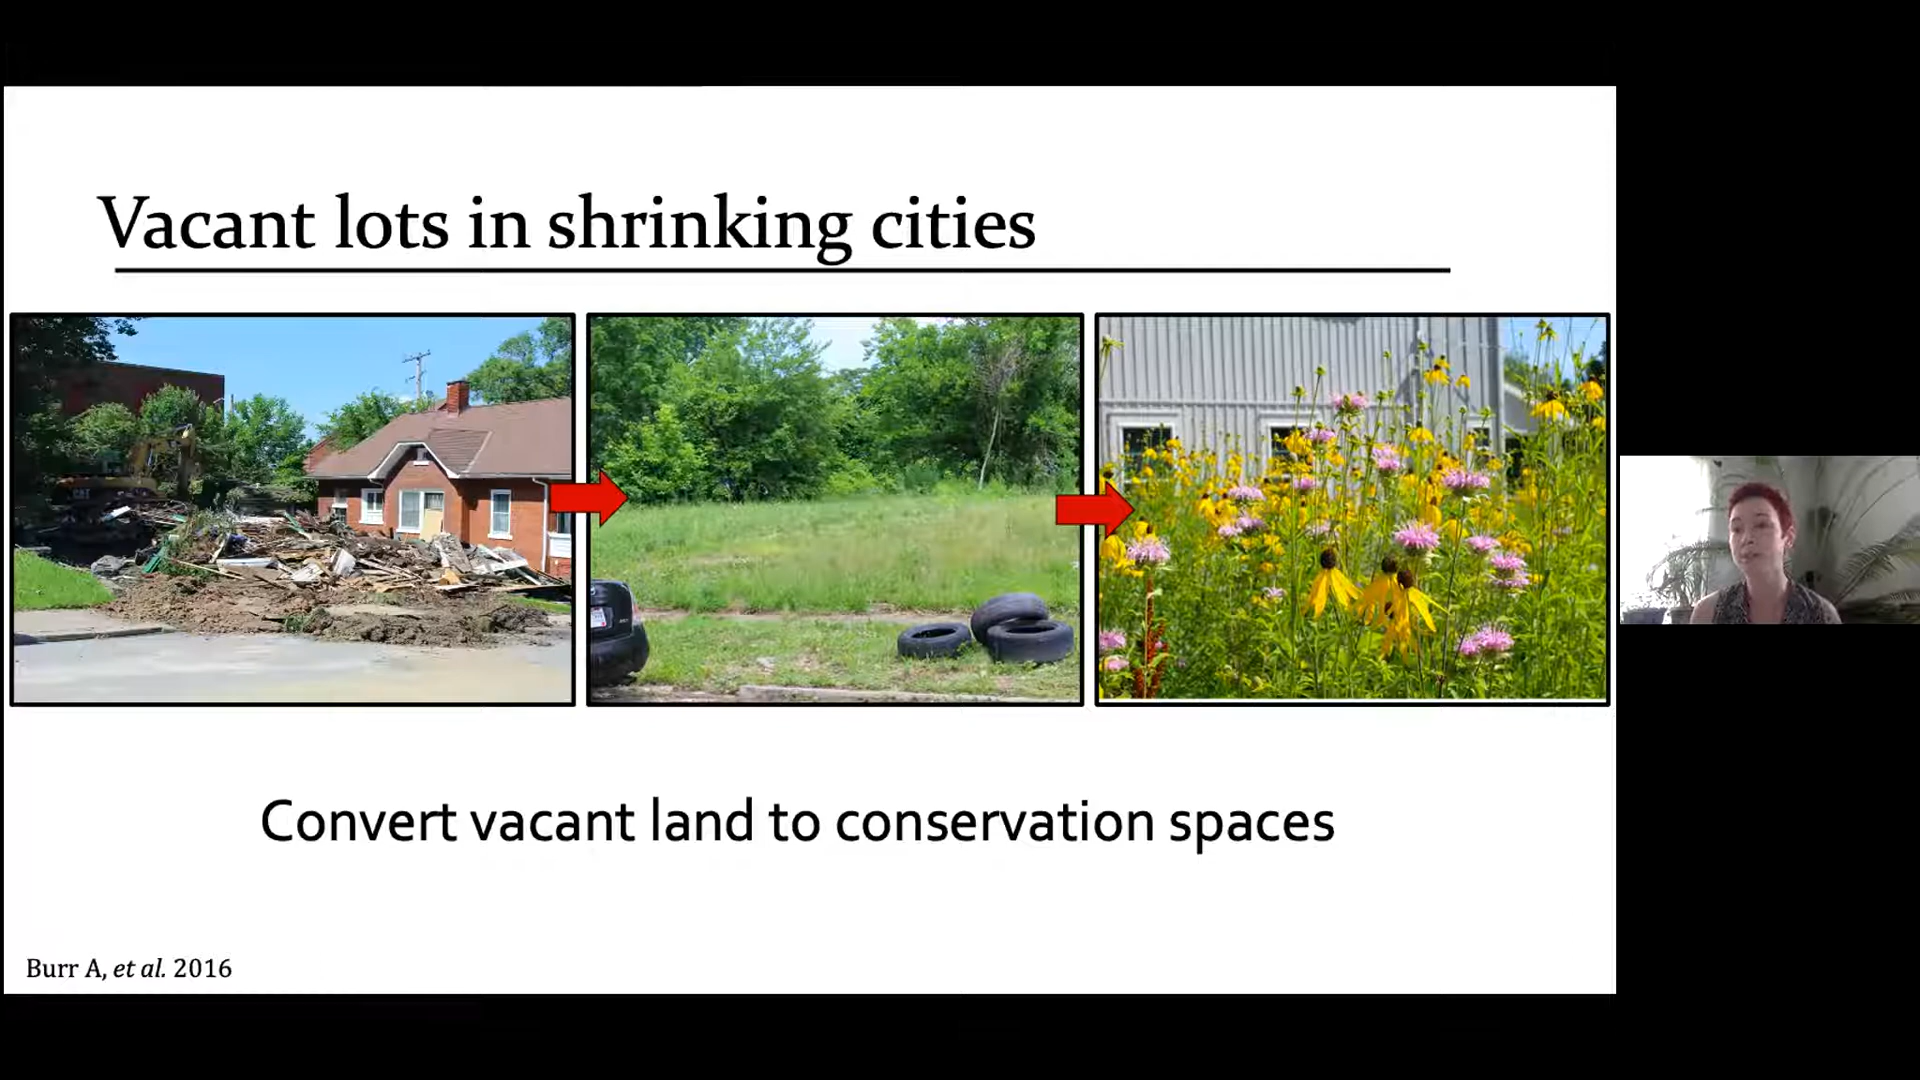 Vacant lots in shrinking cities
Convert vacant land to conservation spaces
Burr A, et al. 2016